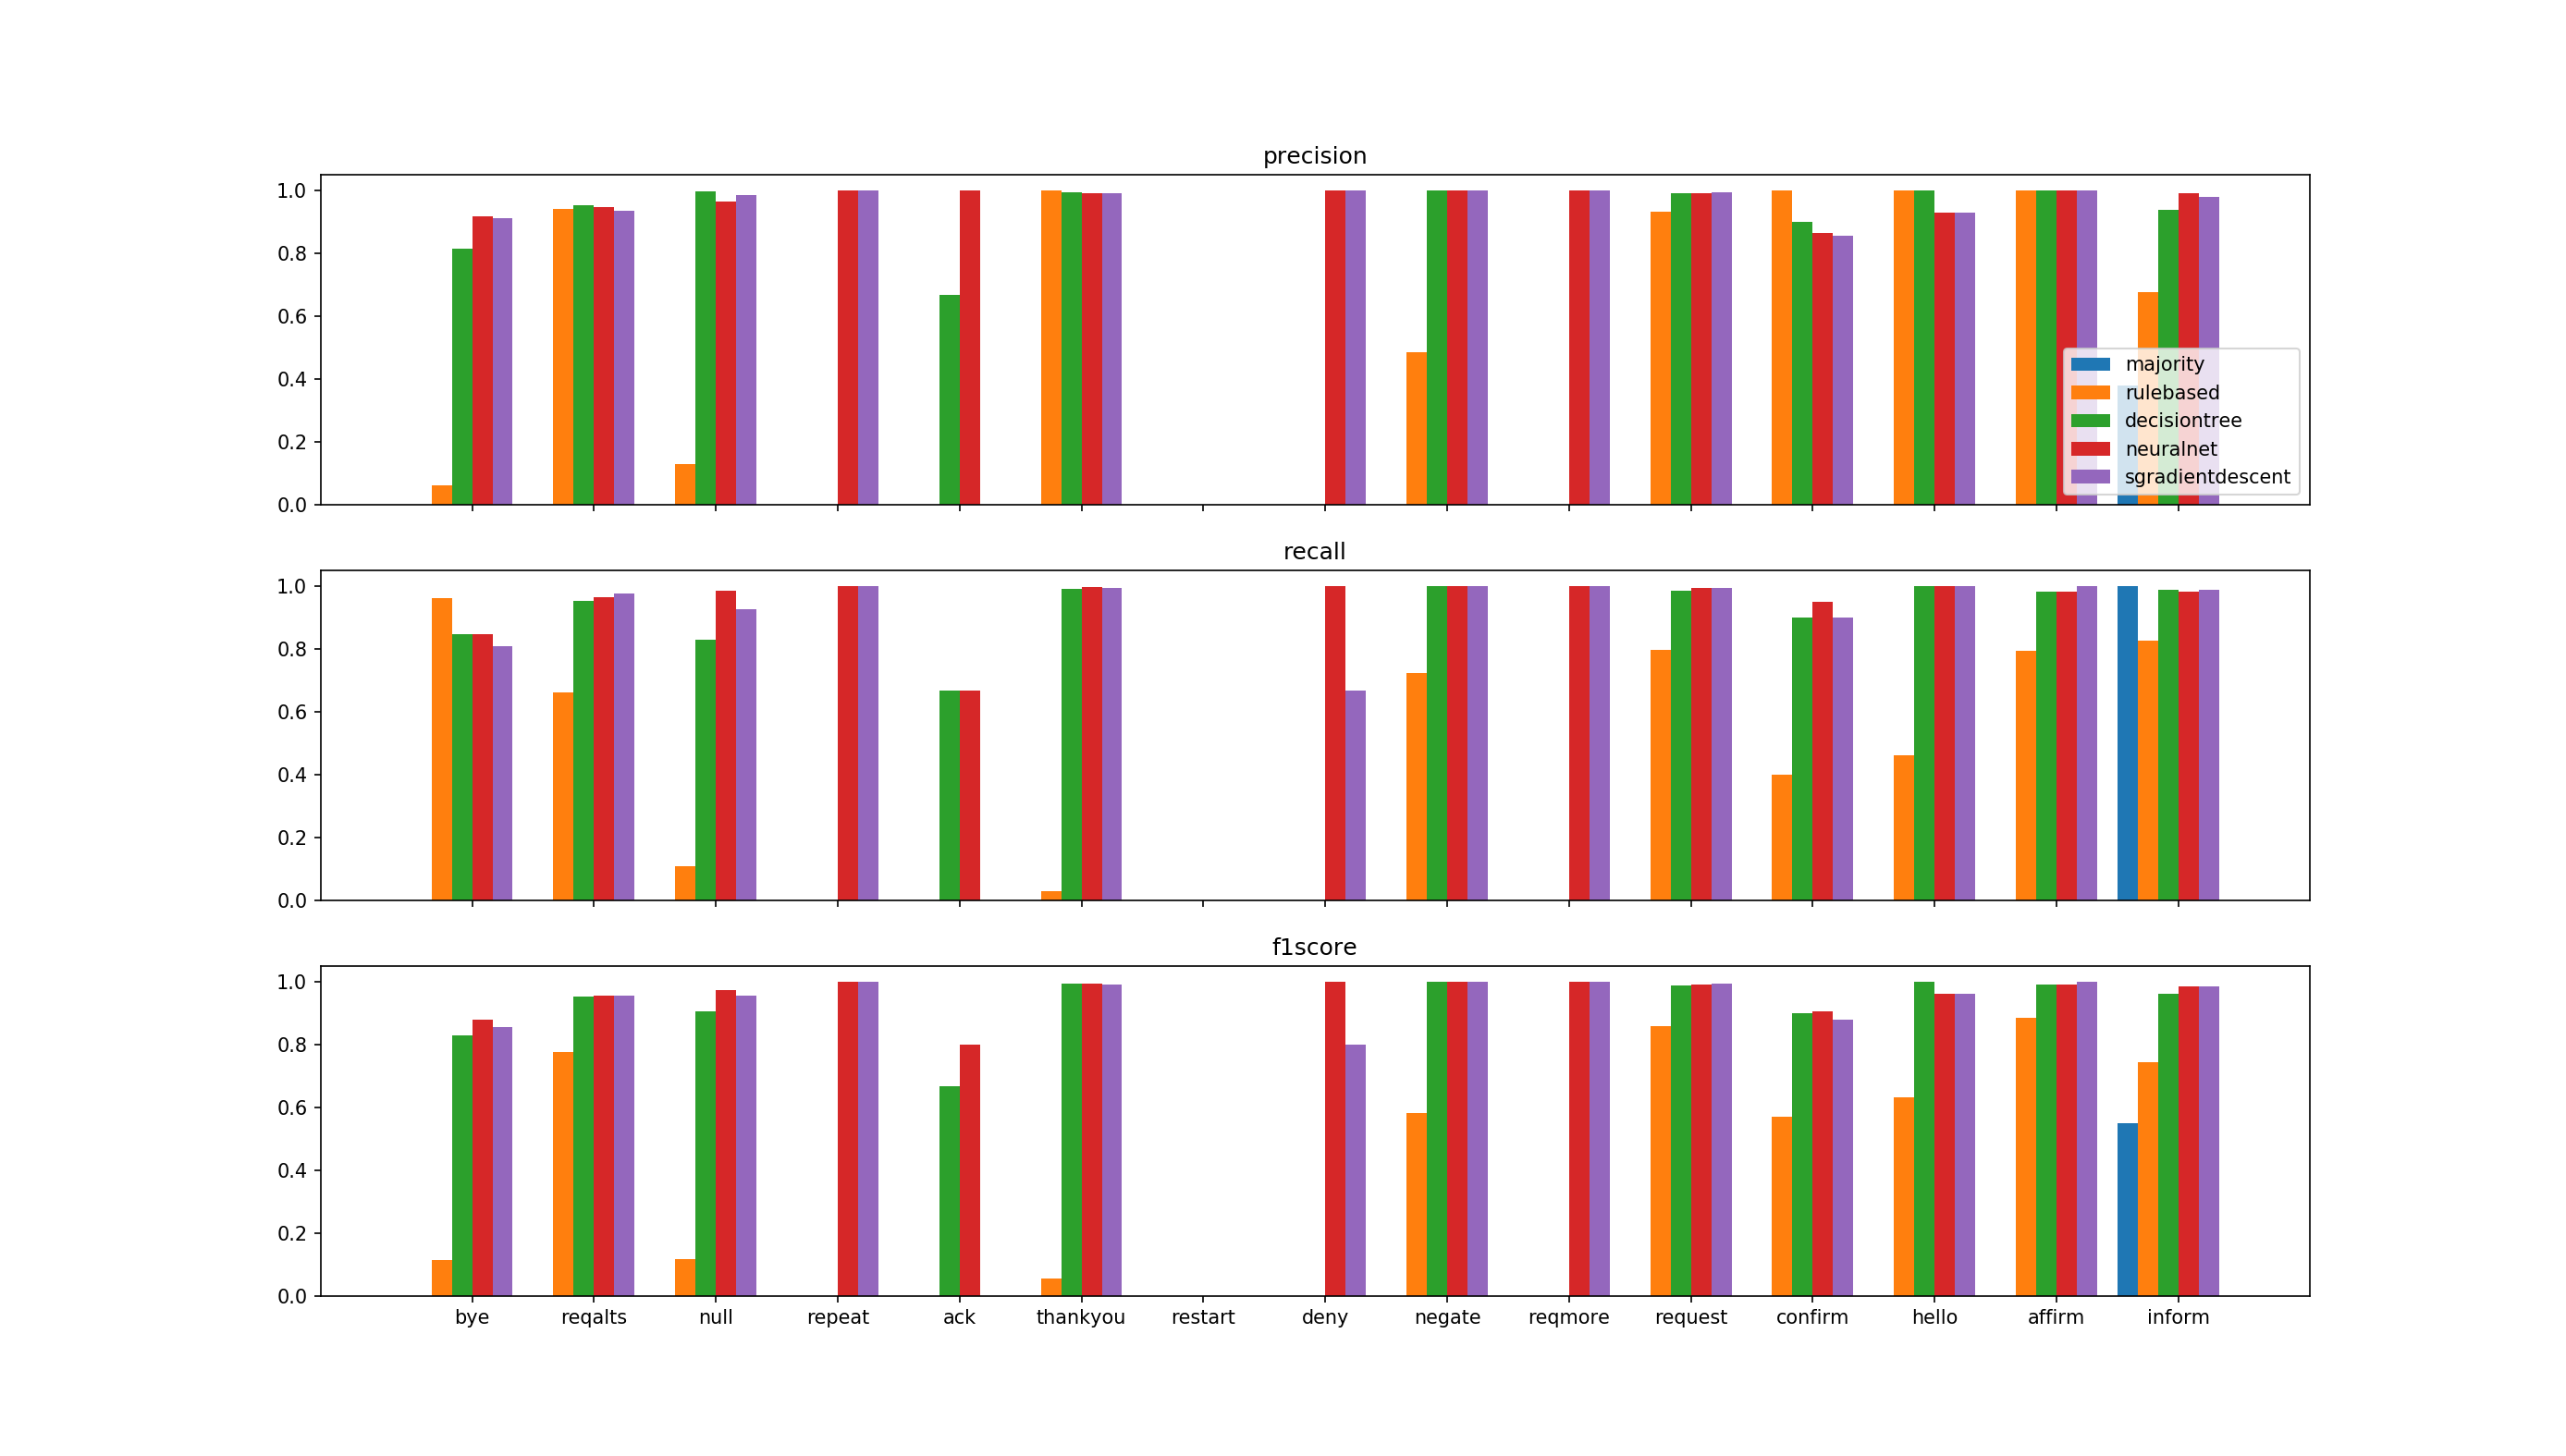 precision
1.0
0.8
0.6
0.4
0.2
0.0
majority
rulebased
decisiontree
neuralnet
sgradientdescent
recall
1.0
0.8
0.6
0.4
0.2
0.0
f1score
1.0
0.8
0.6
0.4
0.2
0.0
bye reqalts null repeat ack thankyou restart deny negate reqmore request confirm hello affirm inform